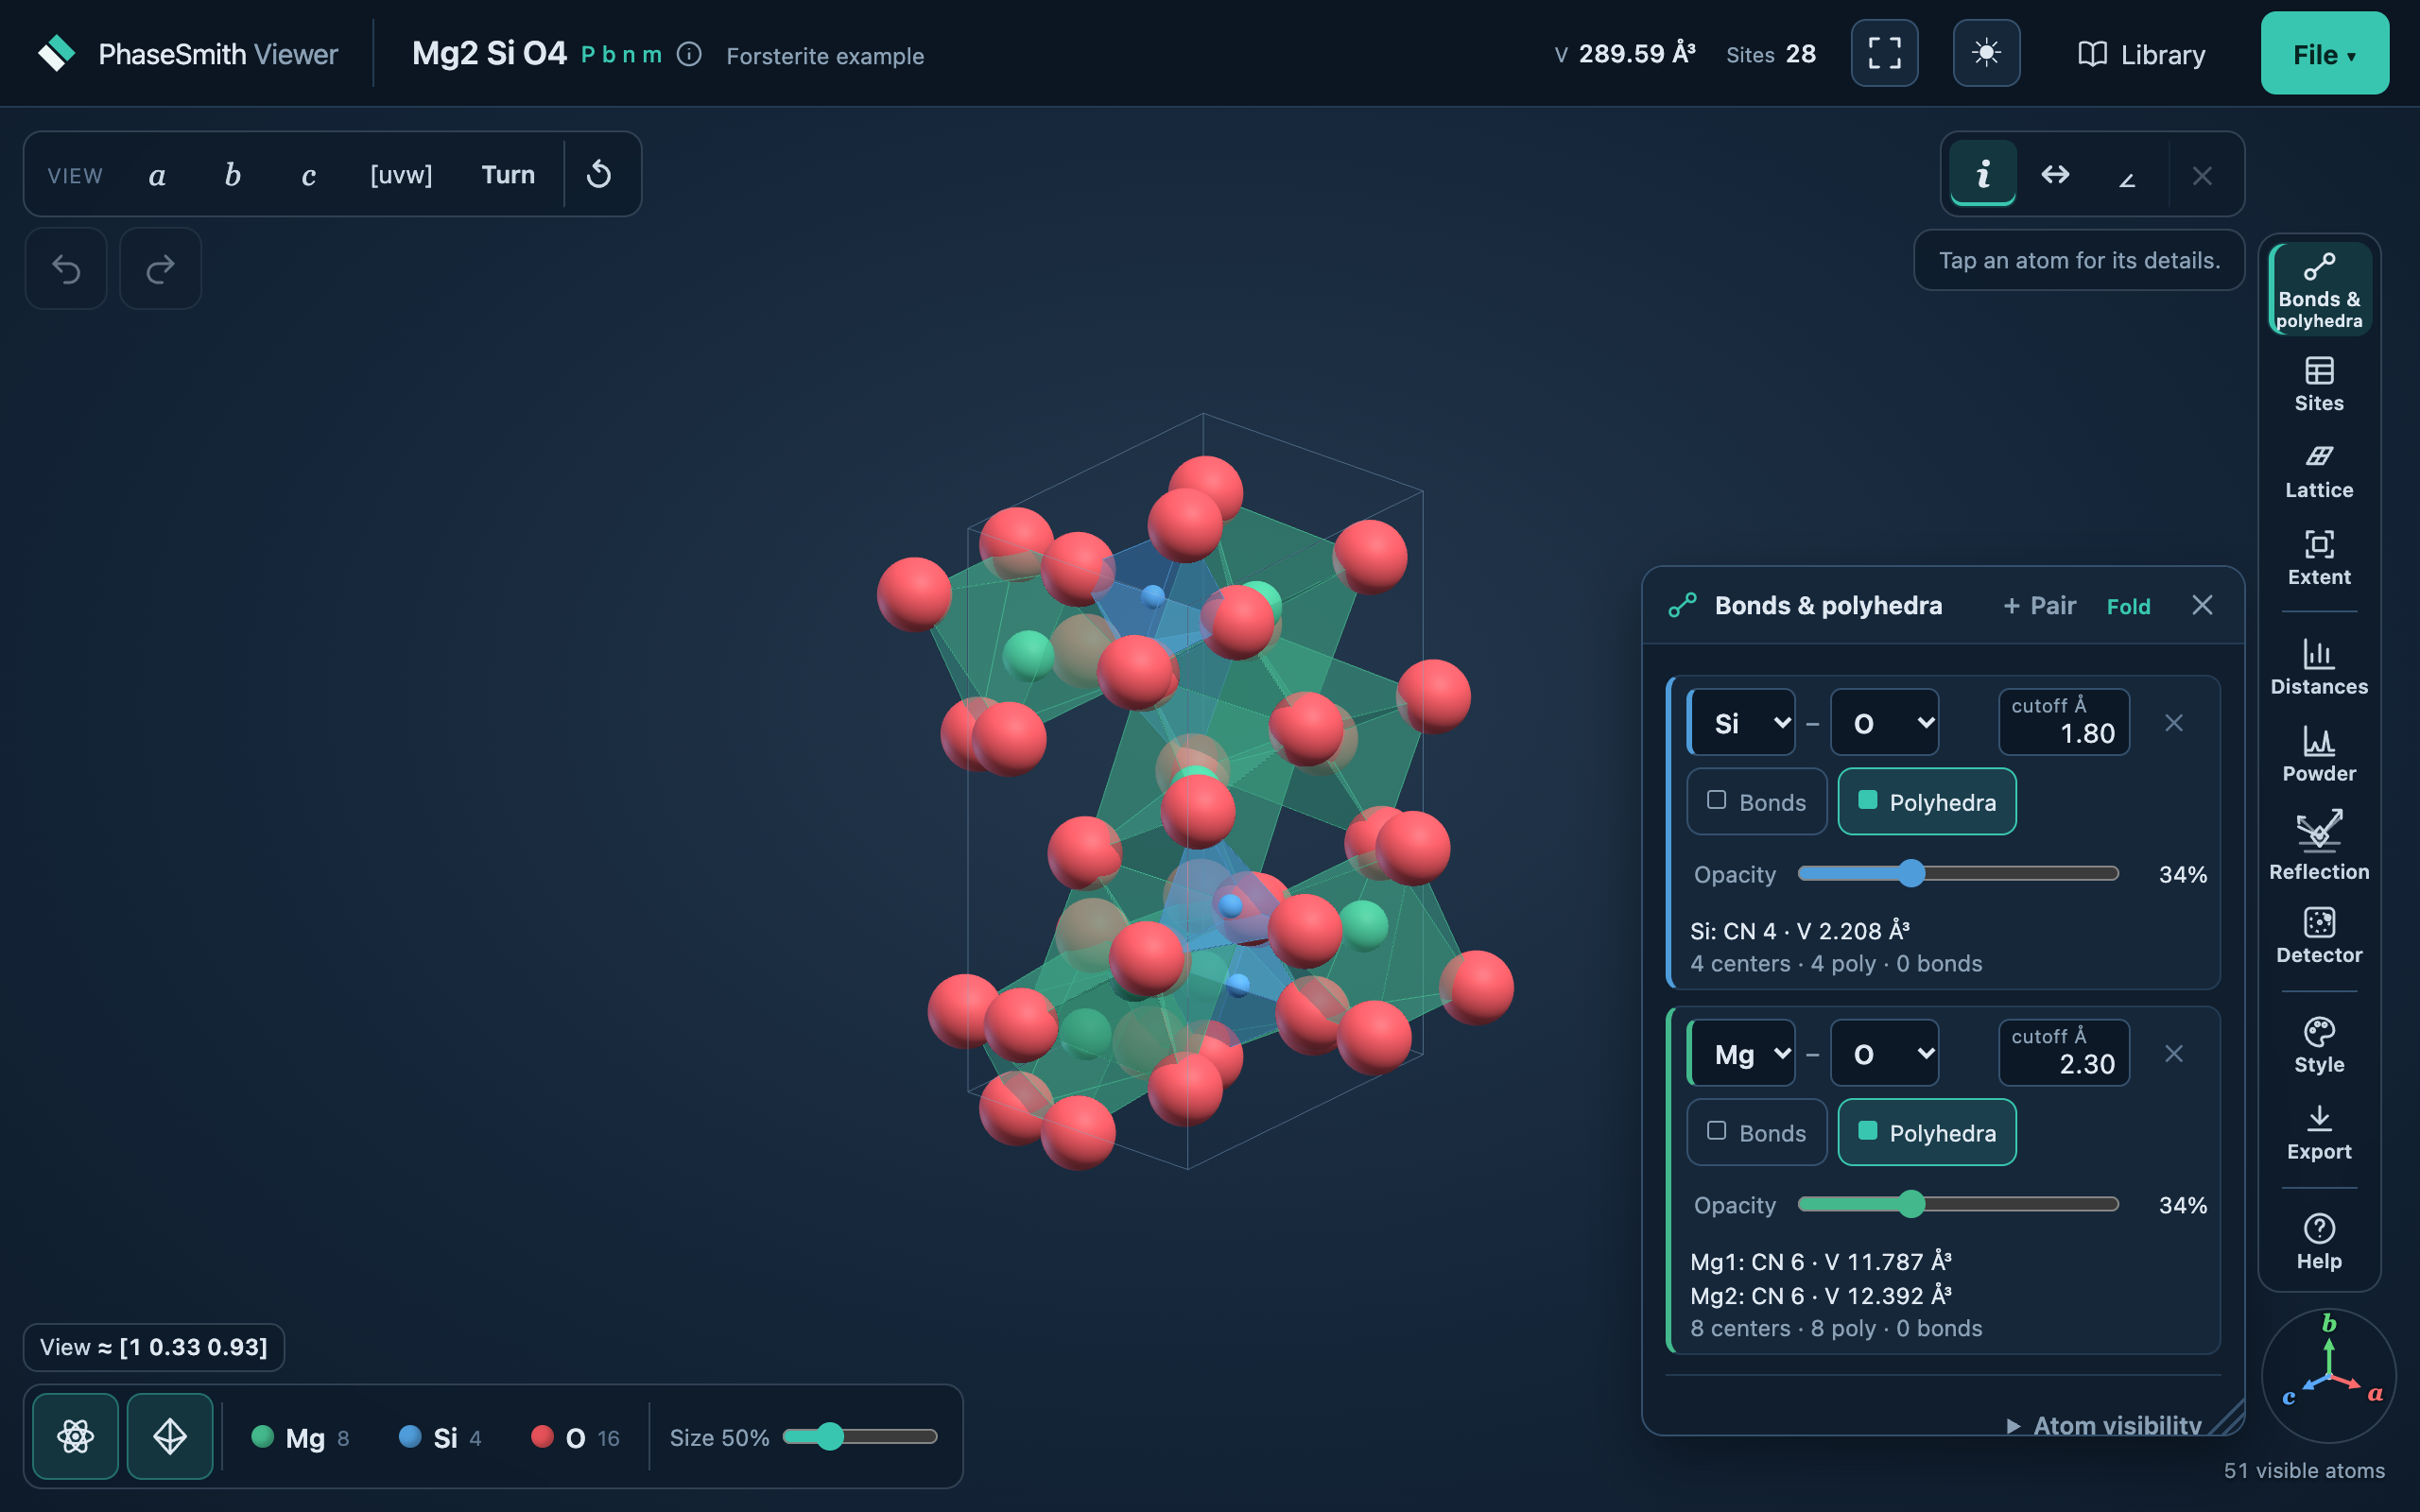 PhaseSmith Viewer
Mg2 Si O4 P b n m i Forsterite example
V 289.59 Å³ Sites 28
Library
File ▾
VIEW a b c [uvw] Turn
i
Tap an atom for its details.
Bonds &
polyhedra
Sites
Lattice
Extent
Distances
Powder
Reflection
Detector
Style
Export
? Help
Bonds & polyhedra + Pair Fold
Si – O cutoff Å 1.80
Bonds Polyhedra
Opacity 34%
Si: CN 4 · V 2.208 Å³
4 centers · 4 poly · 0 bonds
Mg – O cutoff Å 2.30
Bonds Polyhedra
Opacity 34%
Mg1: CN 6 · V 11.787 Å³
Mg2: CN 6 · V 12.392 Å³
8 centers · 8 poly · 0 bonds
▶ Atom visibility
View ≈ [1 0.33 0.93]
Mg 8 Si 4 O 16 Size 50%
b
c a
51 visible atoms